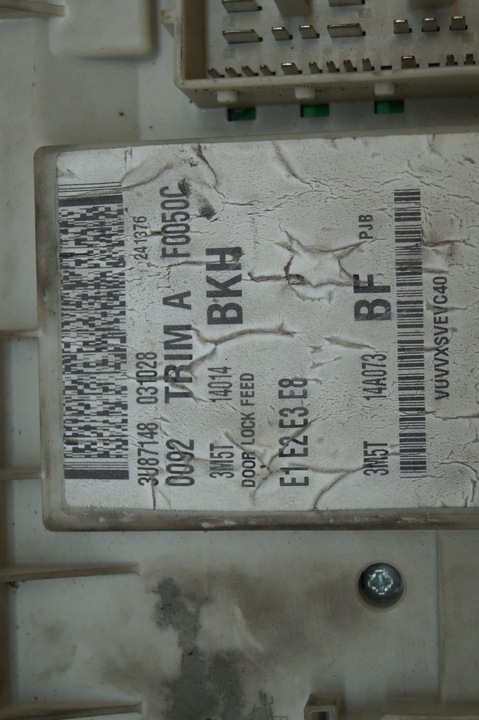 3U87148 031028 241376
0092 TRIM A F0050C
3M5T 14014 BKH
DOOR LOCK FEED
E1 E2 E3 E8
3M5T 14A073 BF PJB
VUVVXSVEVC40